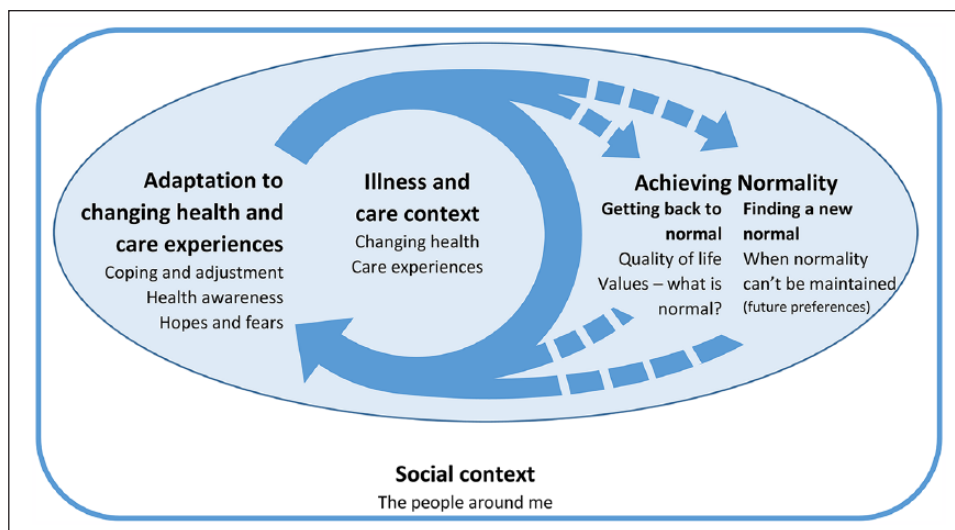 Adaptation to
changing health and
care experiences
Coping and adjustment
Health awareness
Hopes and fears
Illness and
care context
Changing health
Care experiences
Achieving Normality
Getting back to
normal
Quality of life
Values – what is
normal?
Finding a new
normal
When normality
can't be maintained
(future preferences)
Social context
The people around me